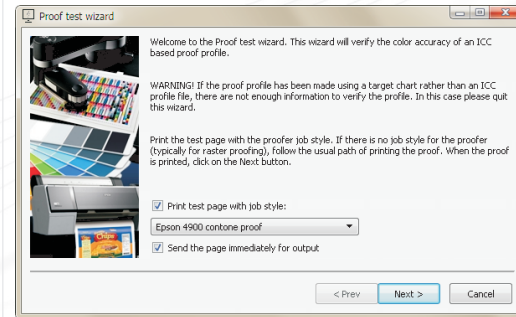 Proof test wizard
Welcome to the Proof test wizard. This wizard will verify the color accuracy of an ICC
based proof profile.
WARNING! If the proof profile has been made using a target chart rather than an ICC
profile file, there are not enough information to verify the profile. In this case please quit
this wizard.
Print the test page with the proofer job style. If there is no job style for the proofer
(typically for raster proofing), follow the usual path of printing the proof. When the proof
is printed, click on the Next button.
Print test page with job style:
Epson 4900 contone proof
Send the page immediately for output
< Prev Next > Cancel